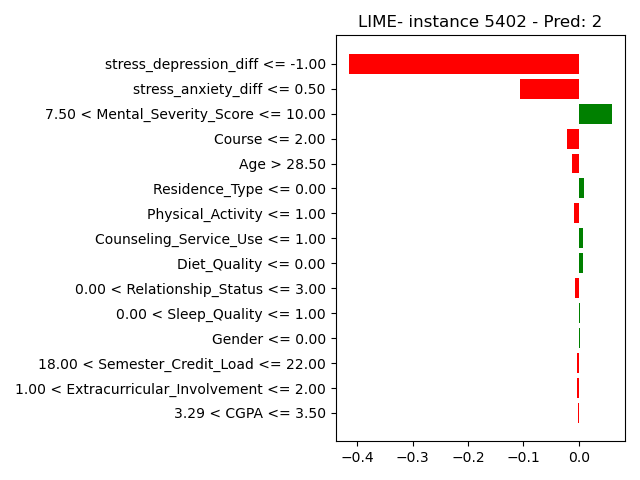 LIME- instance 5402 - Pred: 2
stress_depression_diff <= -1.00
stress_anxiety_diff <= 0.50
7.50 < Mental_Severity_Score <= 10.00
Course <= 2.00
Age > 28.50
Residence_Type <= 0.00
Physical_Activity <= 1.00
Counseling_Service_Use <= 1.00
Diet_Quality <= 0.00
0.00 < Relationship_Status <= 3.00
0.00 < Sleep_Quality <= 1.00
Gender <= 0.00
18.00 < Semester_Credit_Load <= 22.00
1.00 < Extracurricular_Involvement <= 2.00
3.29 < CGPA <= 3.50
−0.4 −0.3 −0.2 −0.1 0.0